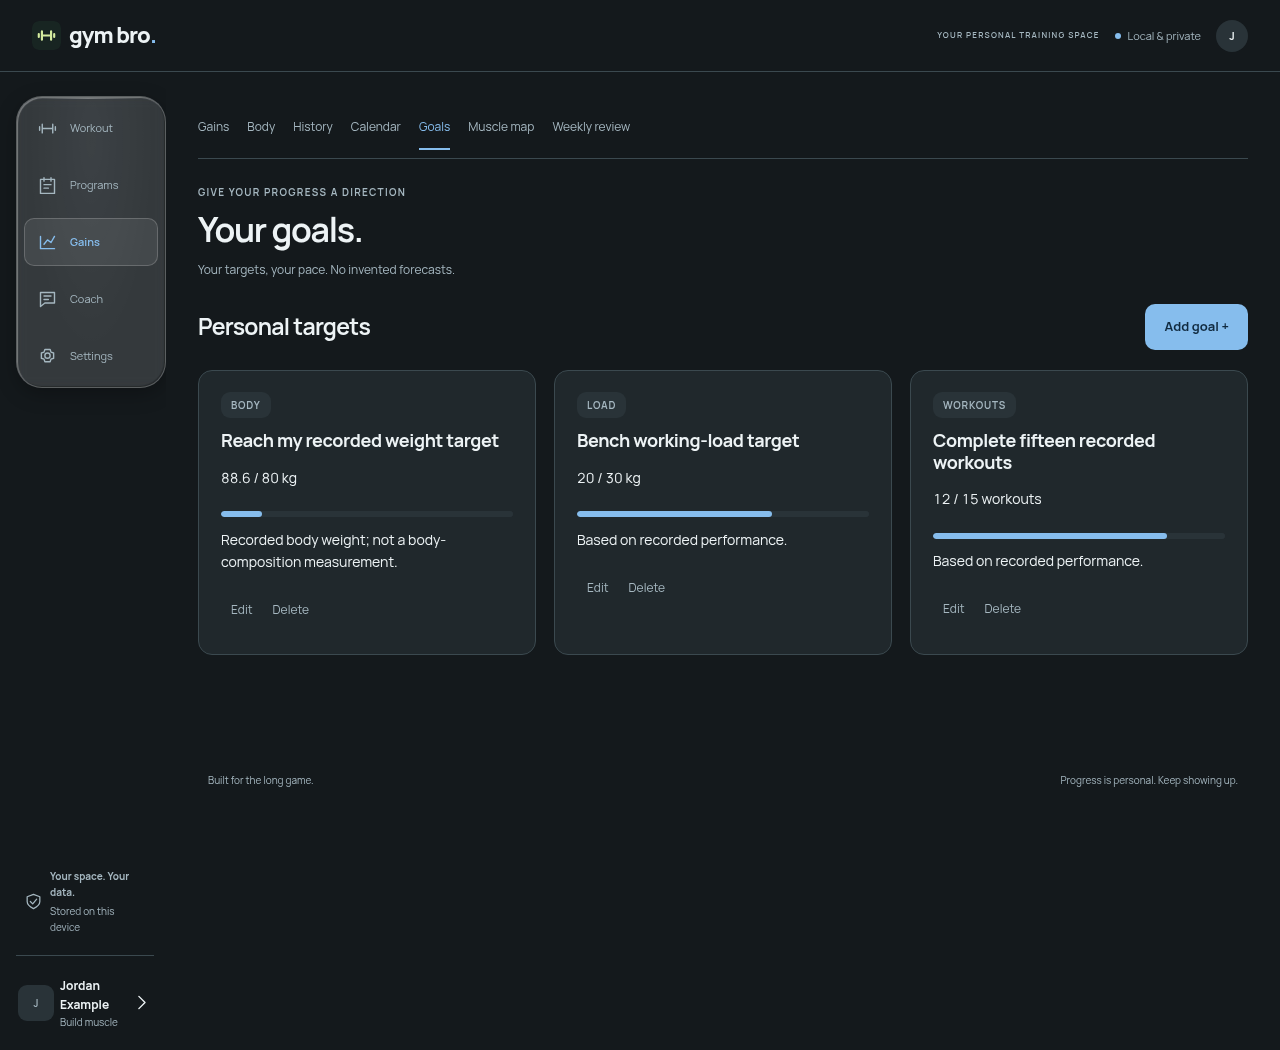 gym bro.
YOUR PERSONAL TRAINING SPACE
Local & private
J
Workout
Programs
Gains
Coach
Settings
Gains Body History Calendar Goals Muscle map Weekly review
GIVE YOUR PROGRESS A DIRECTION
Your goals.
Your targets, your pace. No invented forecasts.
Personal targets
Add goal +
BODY
Reach my recorded weight target
88.6 / 80 kg
Recorded body weight; not a body-
composition measurement.
Edit Delete
LOAD
Bench working-load target
20 / 30 kg
Based on recorded performance.
Edit Delete
WORKOUTS
Complete fifteen recorded
workouts
12 / 15 workouts
Based on recorded performance.
Edit Delete
Built for the long game.
Progress is personal. Keep showing up.
Your space. Your
data.
Stored on this
device
J
Jordan
Example
Build muscle